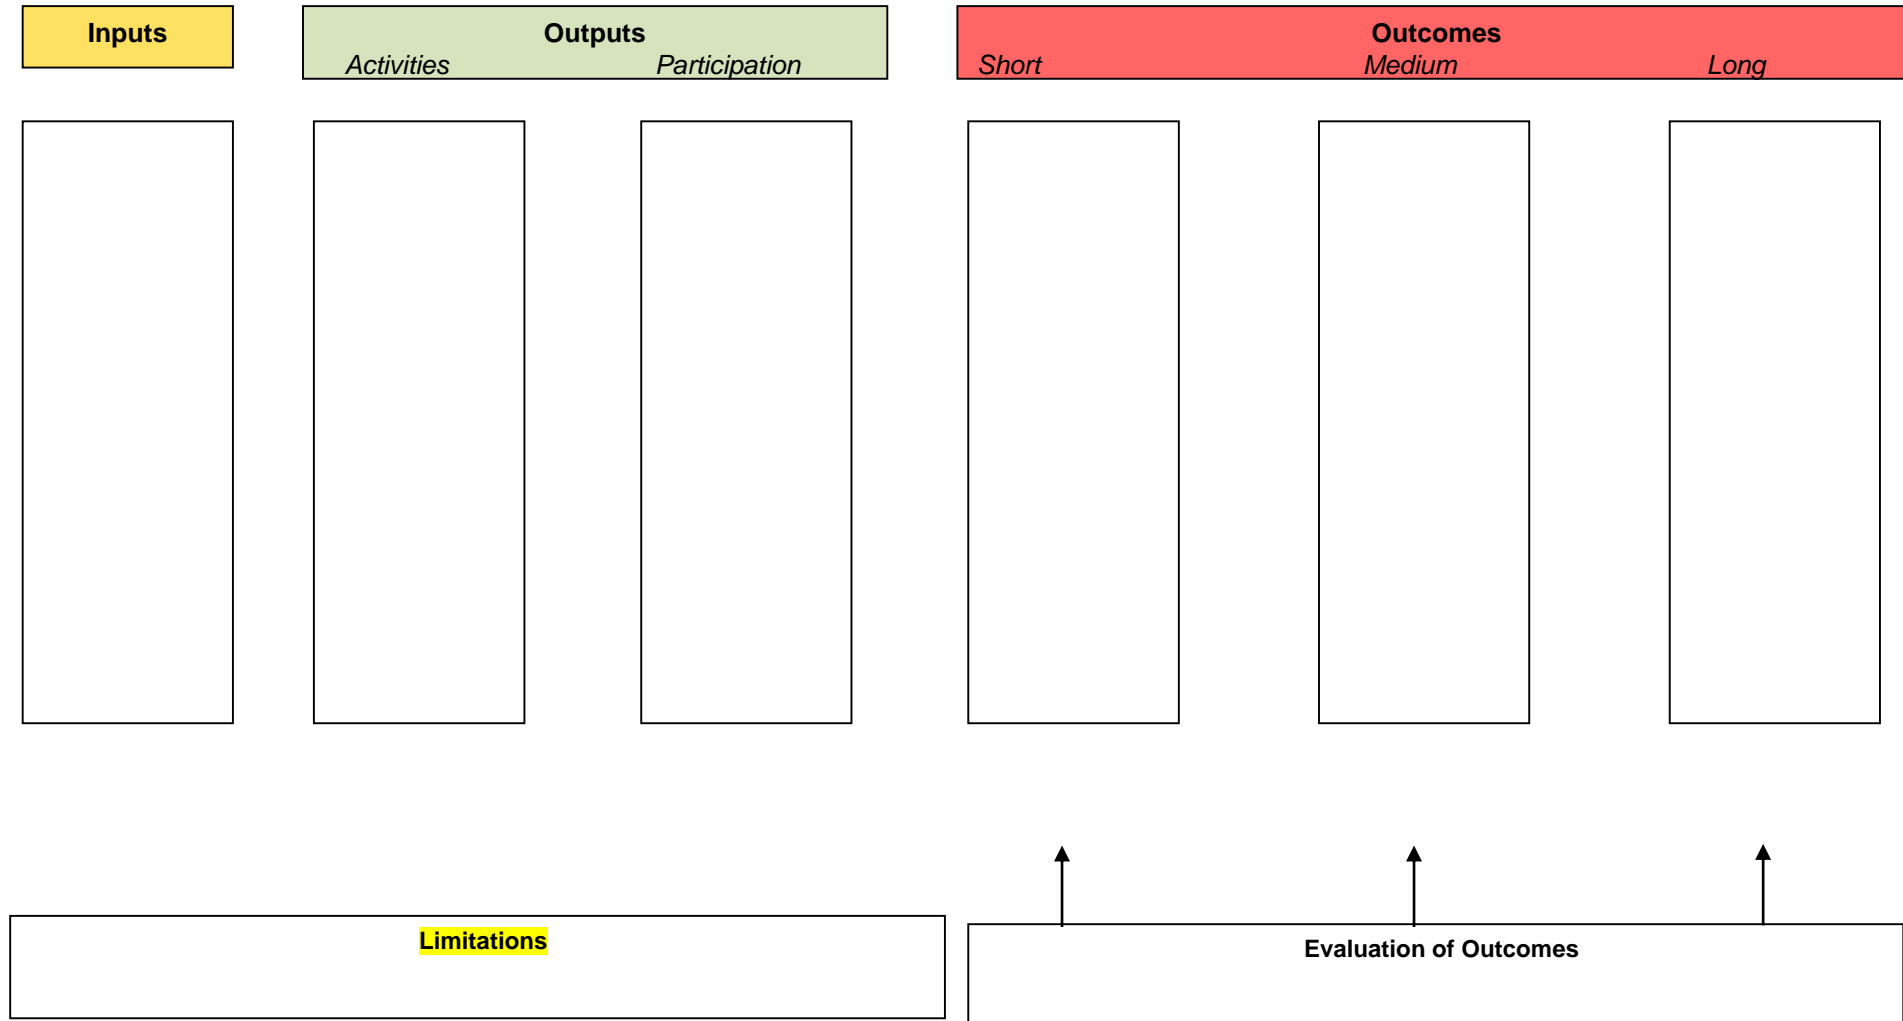 Inputs
Outputs
Activities Participation
Outcomes
Short Medium Long
Limitations
Evaluation of Outcomes